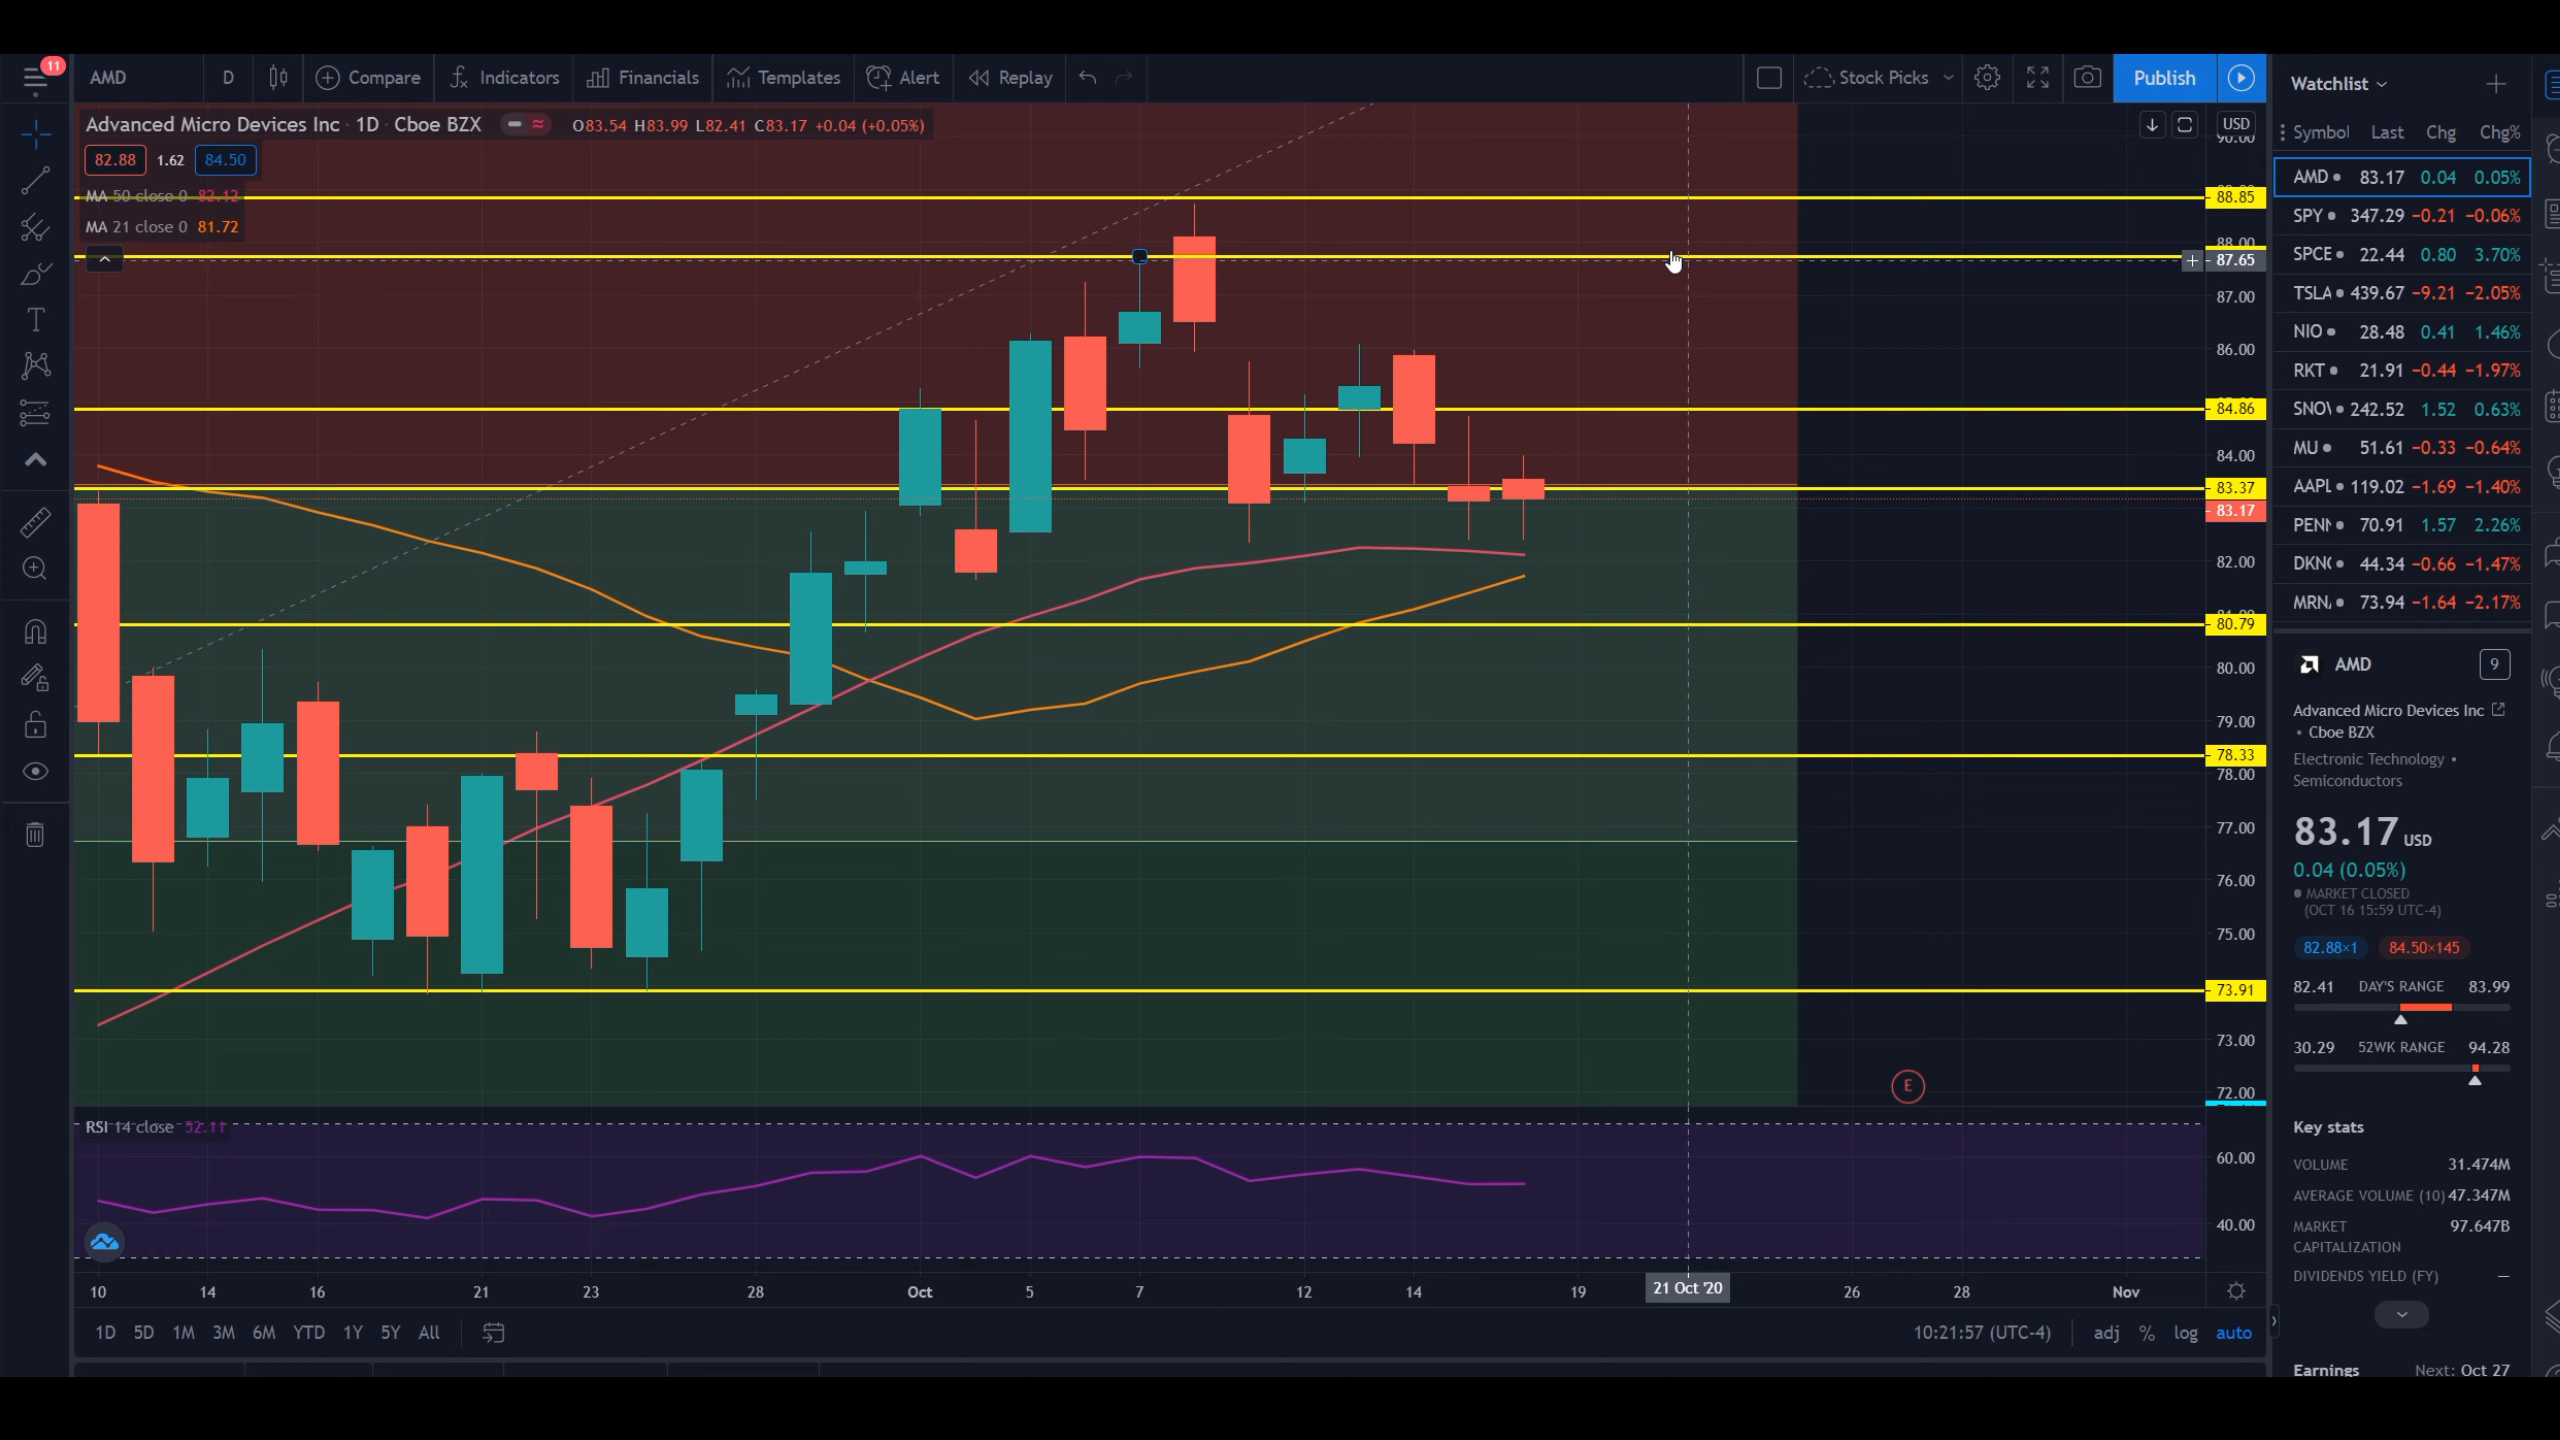 11
AMD D Compare Indicators Financials Templates Alert Replay Stock Picks Publish
Advanced Micro Devices Inc · 1D · Cboe BZX O83.54 H83.99 L82.41 C83.17 +0.04 (+0.05%)
82.88 1.62 84.50
MA 50 close 0 82.12
MA 21 close 0 81.72
USD
90.00
88.85
88.00
87.65
87.00
86.00
84.86
84.00
83.37
83.17
82.00
80.79
80.00
79.00
78.33
78.00
77.00
76.00
75.00
73.91
73.00
72.00
E
RSI 14 close 52.11
60.00
40.00
10 14 16 21 23 28 Oct 5 7 12 14 19 21 Oct '20 26 28 Nov
1D 5D 1M 3M 6M YTD 1Y 5Y All 10:21:57 (UTC-4) adj % log auto
Watchlist
Symbol Last Chg Chg%
AMD 83.17 0.04 0.05%
SPY 347.29 −0.21 −0.06%
SPCE 22.44 0.80 3.70%
TSLA 439.67 −9.21 −2.05%
NIO 28.48 0.41 1.46%
RKT 21.91 −0.44 −1.97%
SNO 242.52 1.52 0.63%
MU 51.61 −0.33 −0.64%
AAPL 119.02 −1.69 −1.40%
PENN 70.91 1.57 2.26%
DKN 44.34 −0.66 −1.47%
MRN 73.94 −1.64 −2.17%
AMD 9
Advanced Micro Devices Inc
• Cboe BZX
Electronic Technology •
Semiconductors
83.17 USD
0.04 (0.05%)
MARKET CLOSED
(OCT 16 15:59 UTC-4)
82.88×1 84.50×145
82.41 DAY'S RANGE 83.99
30.29 52WK RANGE 94.28
Key stats
VOLUME 31.474M
AVERAGE VOLUME (10) 47.347M
MARKET CAPITALIZATION 97.647B
DIVIDENDS YIELD (FY) —
Earnings Next: Oct 27